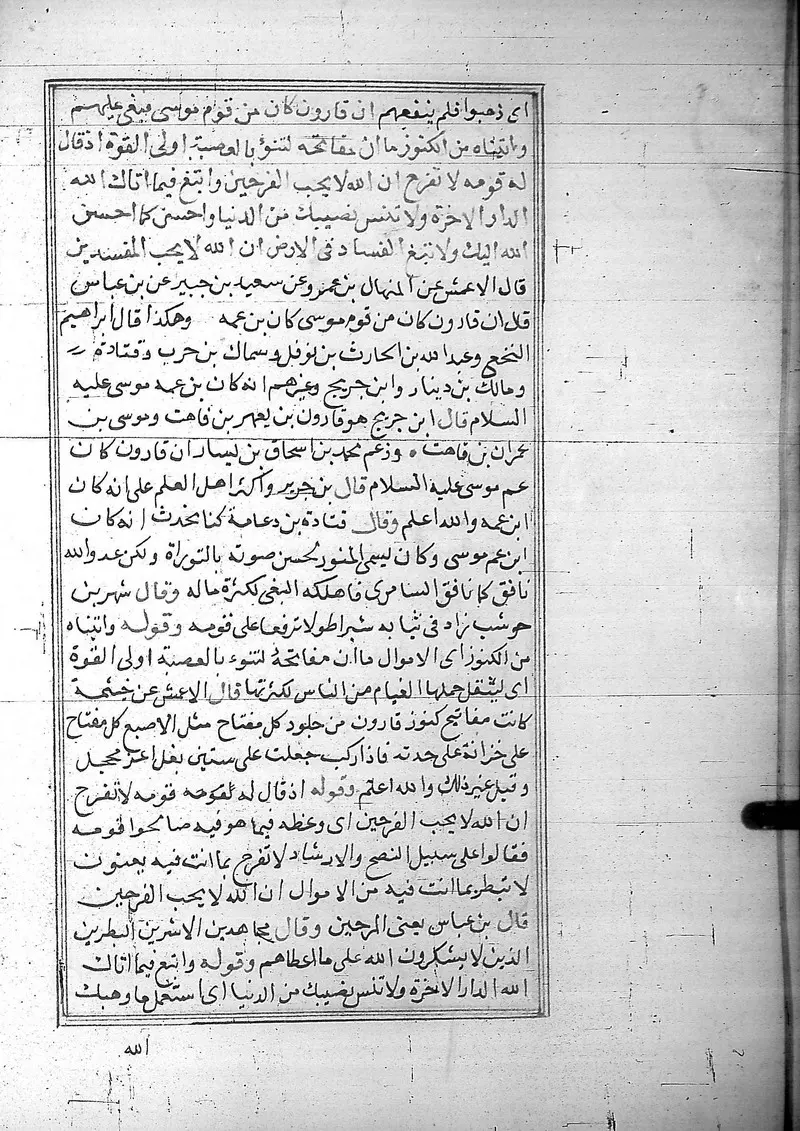 اى ذهبوا فلم ينفعهم ان قارون كان من قوم موسى فبغى عليهم
واتيناه من الكنوز ما ان مفاتحه لتنوٴ بالعصبة اولى القوة اذ قال
له قومه لا تفرح ان الله لا يحب الفرحين وابتغ فيما اتاك الله
الدار الاخرة ولا تنس نصيبك من الدنيا واحسن كما احسن
الله اليك ولا تبغ الفساد فى الارض ان الله لا يحب المفسدين
قال الاعمش عن المنهال بن عمرو عن سعيد بن جبير عن بن عباس
قال ان قارون كان من قوم موسى كان بن عمه وهكذا قال ابراهيم
النخعى وعبد الله بن الحارث بن نوفل وسماك بن حرب وقتادة
ومالك بن دينار وابن جريج وغيرهم انه كان بن عمه موسى عليه
السلام قال ابن جريج هو قارون بن يصهر بن قاهت وموسى بن
عمران بن قاهت ه وزعم محمد بن اسحاق بن يسار ان قارون كان
عم موسى عليه السلام قال بن جرير واكثر اهل العلم على انه كان
ابن عمه والله اعلم وقال قتادة بن دعامة كنا نحدث انه كان
ابن عم موسى وكان يسمى المنور لحسن صوته بالتوراة ولكن عدو الله
نافق كما نافق السامرى فاهلكه البغى لكثرة ماله وقال شهر بن
حوشب زاد فى ثيابه شبرا طولا ترفعا على قومه وقوله واتيناه
من الكنوز اى الاموال ما ان مفاتحه لتنوء بالعصبة اولى القوة
اى ليثقل حملها الفيام من الناس لكثرتها قال الاعمش عن خيثمة
كانت مفاتيح كنوز قارون من جلود كل مفتاح مثل الاصبع كل مفتاح
على خزانة على حدته فاذا ركب جعلت على ستين بغل اغر محجل
وقيل غير ذلك والله اعلم وقوله اذ قال له قومه لا تفرح
ان الله لا يحب الفرحين اى وعظه فيما هو فيه صالحوا قومه
فقالوا على سبيل النصح والارشاد لا تفرح بما انت فيه يعنون
لا تبطر بما انت فيه من الاموال ان الله لا يحب الفرحين
قال بن عباس يعنى المرحين وقال مجاهد الاشرين البطرين
الذين لا يشكرون الله على ما اعطاهم وقوله وابتغ فيما اتاك
الله الدار الاخرة ولا تنس نصيبك من الدنيا اى استعمل ما وهبك
الله